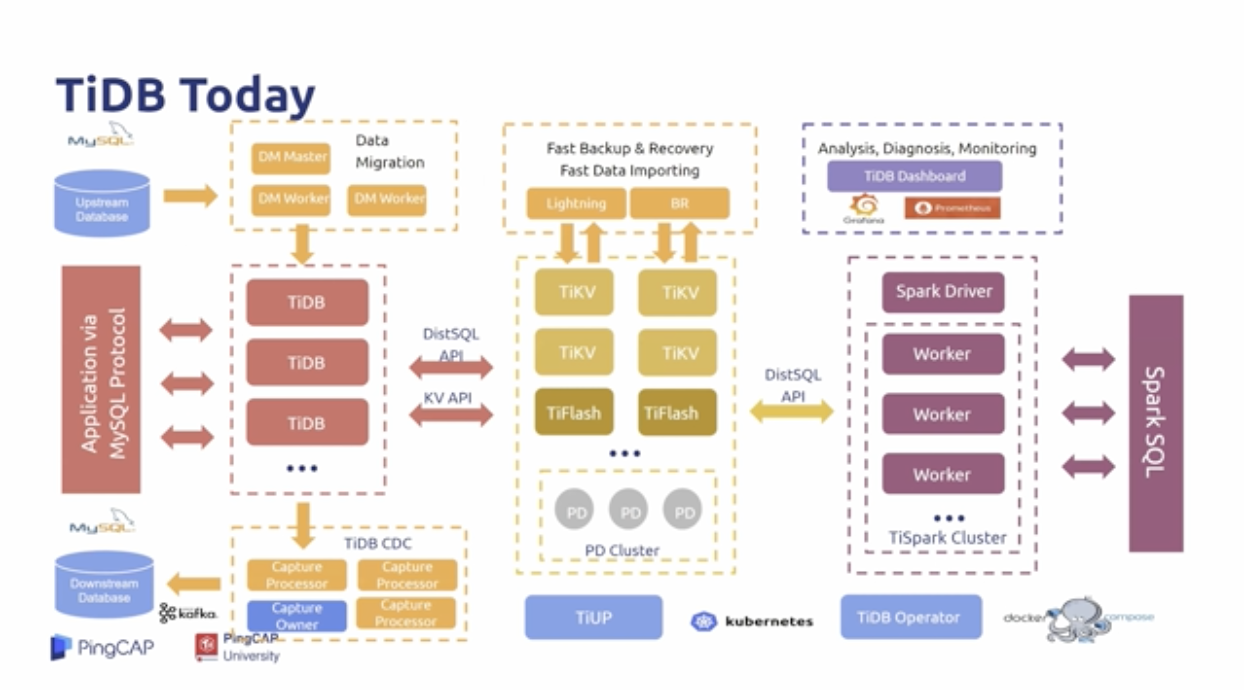 TiDB Today
MySQL
Upstream
Database
DM Master
Data
Migration
DM Worker
DM Worker
Fast Backup & Recovery
Fast Data Importing
Lightning
BR
Analysis, Diagnosis, Monitoring
TiDB Dashboard
Grafana
Prometheus
Application via
MySQL Protocol
TiDB
TiDB
TiDB
•••
DistSQL
API
KV API
TiKV
TiKV
TiKV
TiKV
TiFlash
TiFlash
•••
PD
PD
PD
PD Cluster
DistSQL
API
Spark Driver
Worker
Worker
Worker
•••
TiSpark Cluster
Spark SQL
MySQL
Downstream
Database
kafka.
TiDB CDC
Capture
Processor
Capture
Processor
Capture
Owner
Capture
Processor
PingCAP
PingCAP
University
TiUP
kubernetes
TiDB Operator
docker
compose